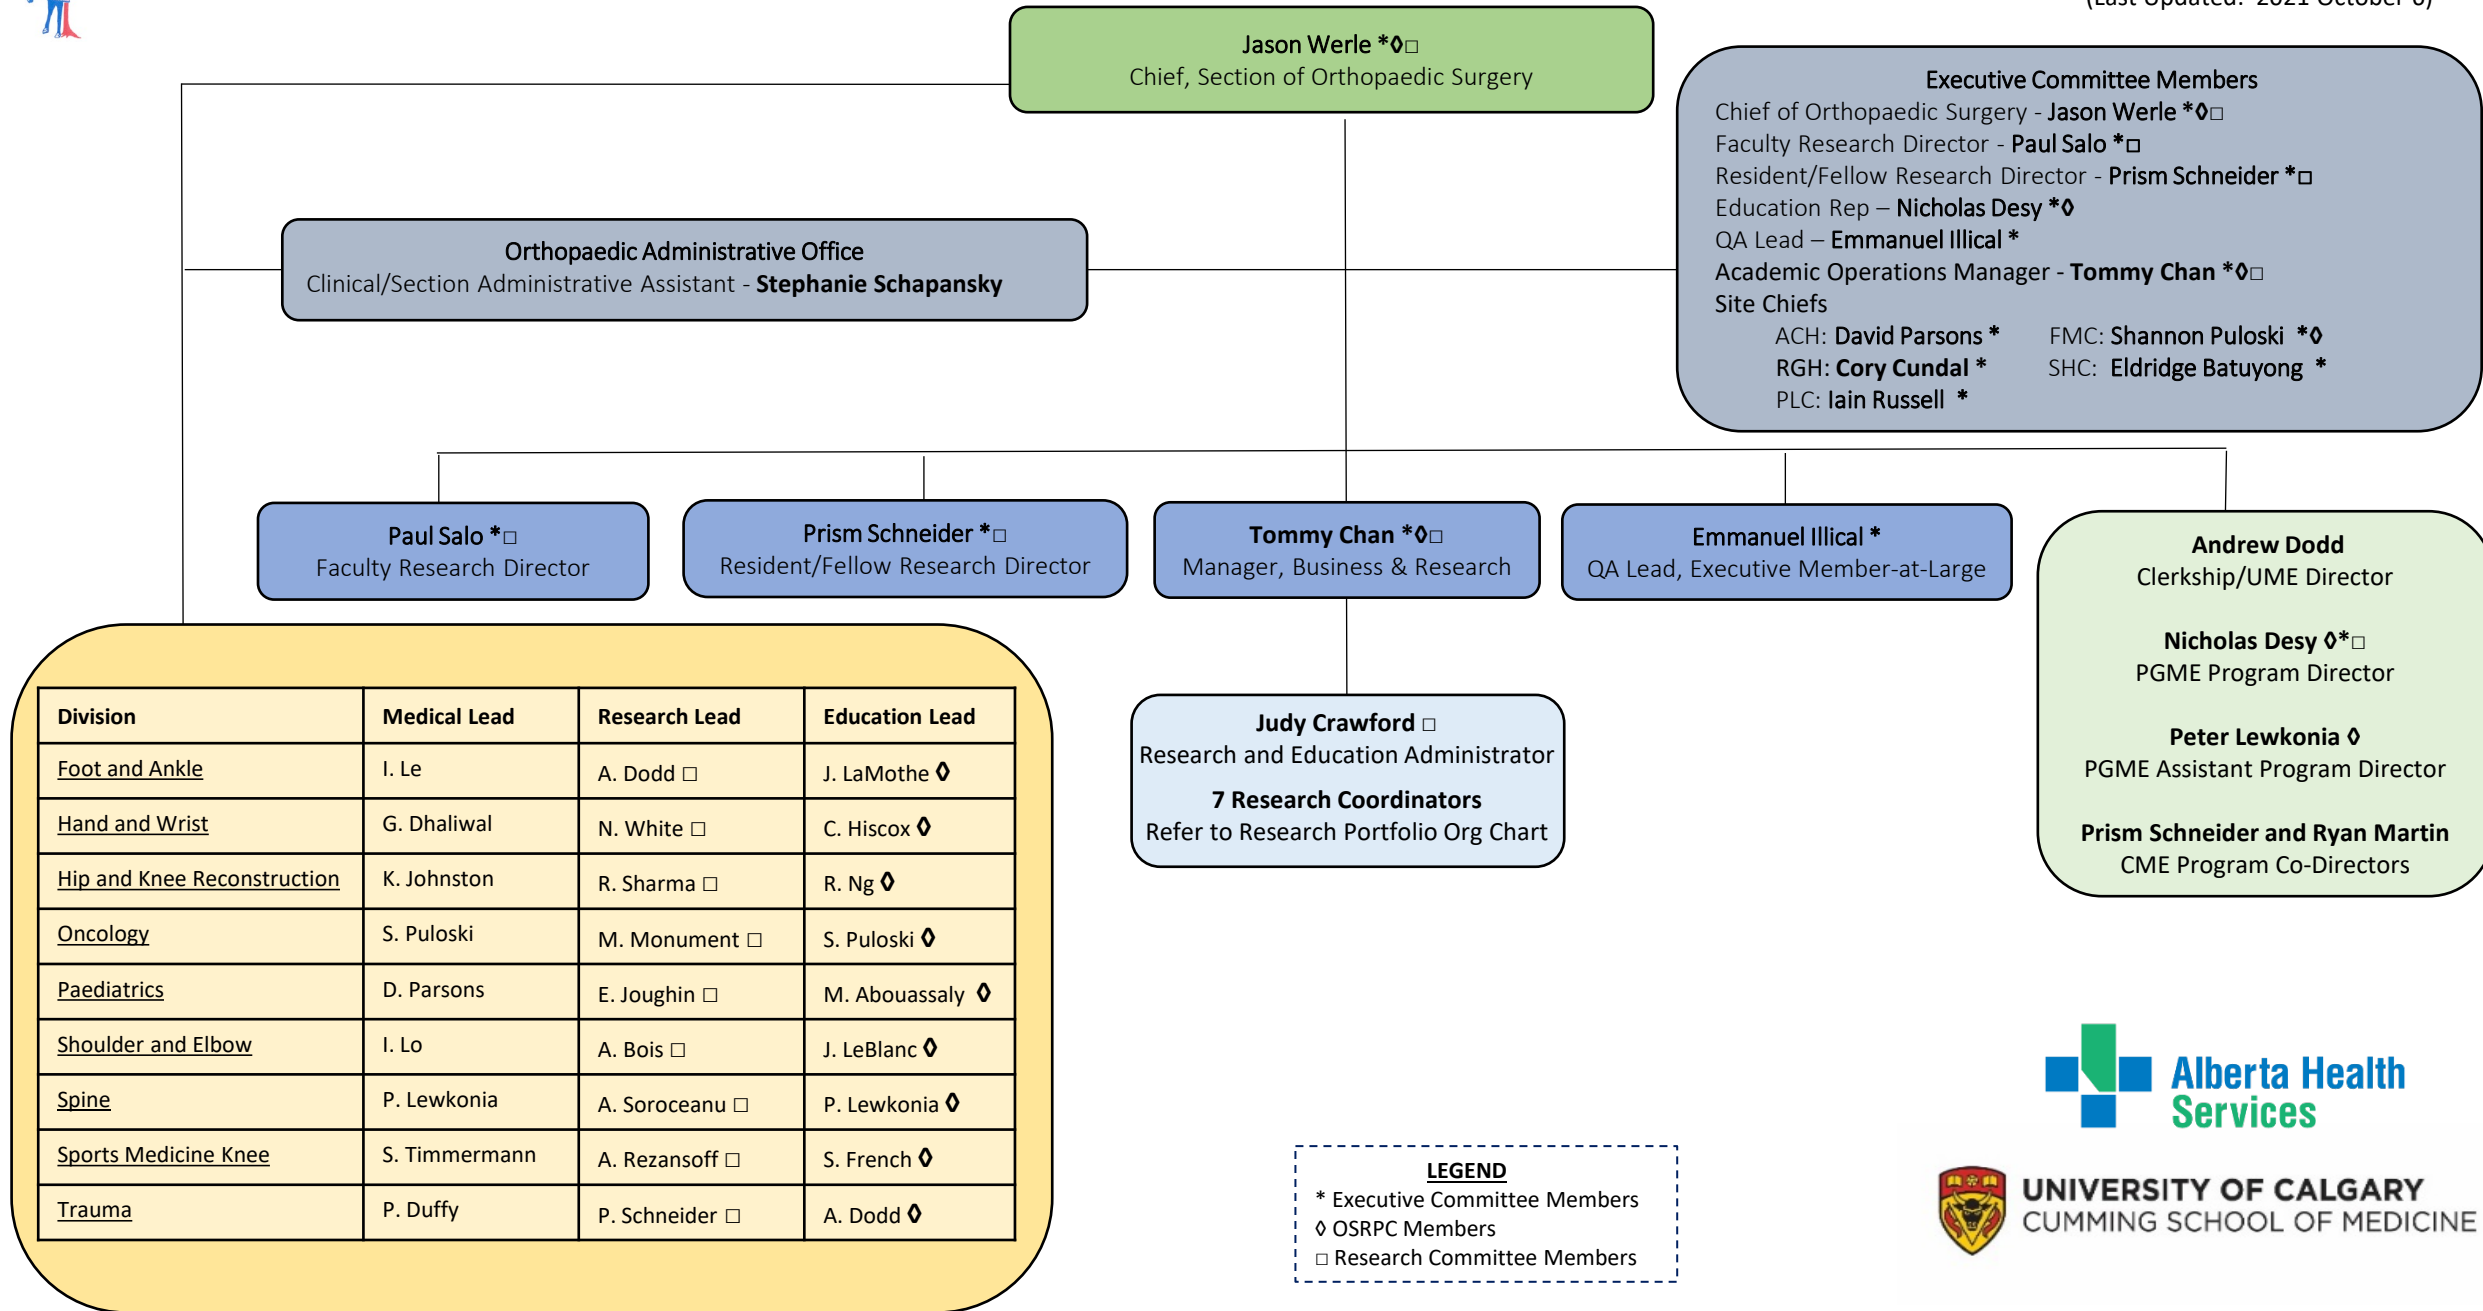 (Last Updated: 2021 October 6)
Jason Werle *◊□
Chief, Section of Orthopaedic Surgery
Executive Committee Members
Chief of Orthopaedic Surgery - Jason Werle *◊□
Faculty Research Director - Paul Salo *□
Resident/Fellow Research Director - Prism Schneider *□
Education Rep – Nicholas Desy *◊
QA Lead – Emmanuel Illical *
Academic Operations Manager - Tommy Chan *◊□
Site Chiefs
ACH: David Parsons * FMC: Shannon Puloski *◊
RGH: Cory Cundal * SHC: Eldridge Batuyong *
PLC: Iain Russell *
Orthopaedic Administrative Office
Clinical/Section Administrative Assistant - Stephanie Schapansky
Paul Salo *□
Faculty Research Director
Prism Schneider *□
Resident/Fellow Research Director
Tommy Chan *◊□
Manager, Business & Research
Emmanuel Illical *
QA Lead, Executive Member-at-Large
Andrew Dodd
Clerkship/UME Director
Nicholas Desy ◊*□
PGME Program Director
Peter Lewkonia ◊
PGME Assistant Program Director
Prism Schneider and Ryan Martin
CME Program Co-Directors
Judy Crawford □
Research and Education Administrator
7 Research Coordinators
Refer to Research Portfolio Org Chart
Division Medical Lead Research Lead Education Lead
Foot and Ankle I. Le A. Dodd □ J. LaMothe ◊
Hand and Wrist G. Dhaliwal N. White □ C. Hiscox ◊
Hip and Knee Reconstruction K. Johnston R. Sharma □ R. Ng ◊
Oncology S. Puloski M. Monument □ S. Puloski ◊
Paediatrics D. Parsons E. Joughin □ M. Abouassaly ◊
Shoulder and Elbow I. Lo A. Bois □ J. LeBlanc ◊
Spine P. Lewkonia A. Soroceanu □ P. Lewkonia ◊
Sports Medicine Knee S. Timmermann A. Rezansoff □ S. French ◊
Trauma P. Duffy P. Schneider □ A. Dodd ◊
LEGEND
* Executive Committee Members
◊ OSRPC Members
□ Research Committee Members
Alberta Health
Services
UNIVERSITY OF CALGARY
CUMMING SCHOOL OF MEDICINE